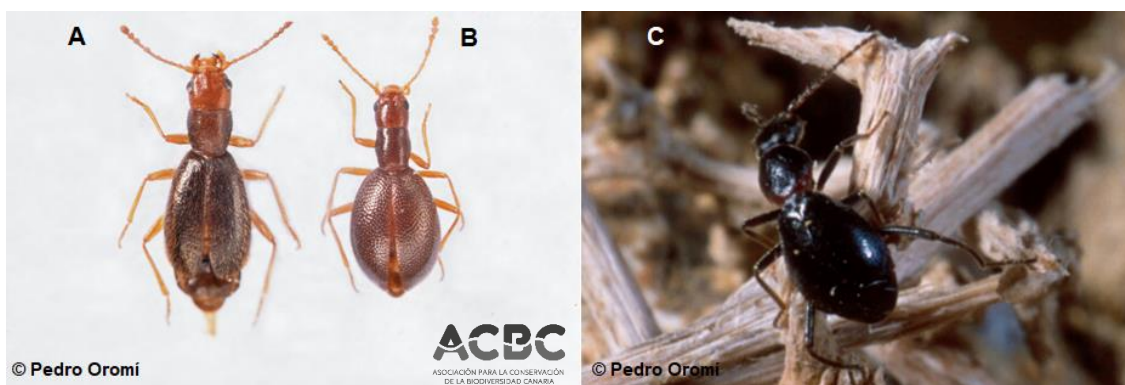 A
B
C
© Pedro Oromí
ACBC
ASOCIACIÓN PARA LA CONSERVACIÓN
DE LA BIODIVERSIDAD CANARIA
© Pedro Oromí